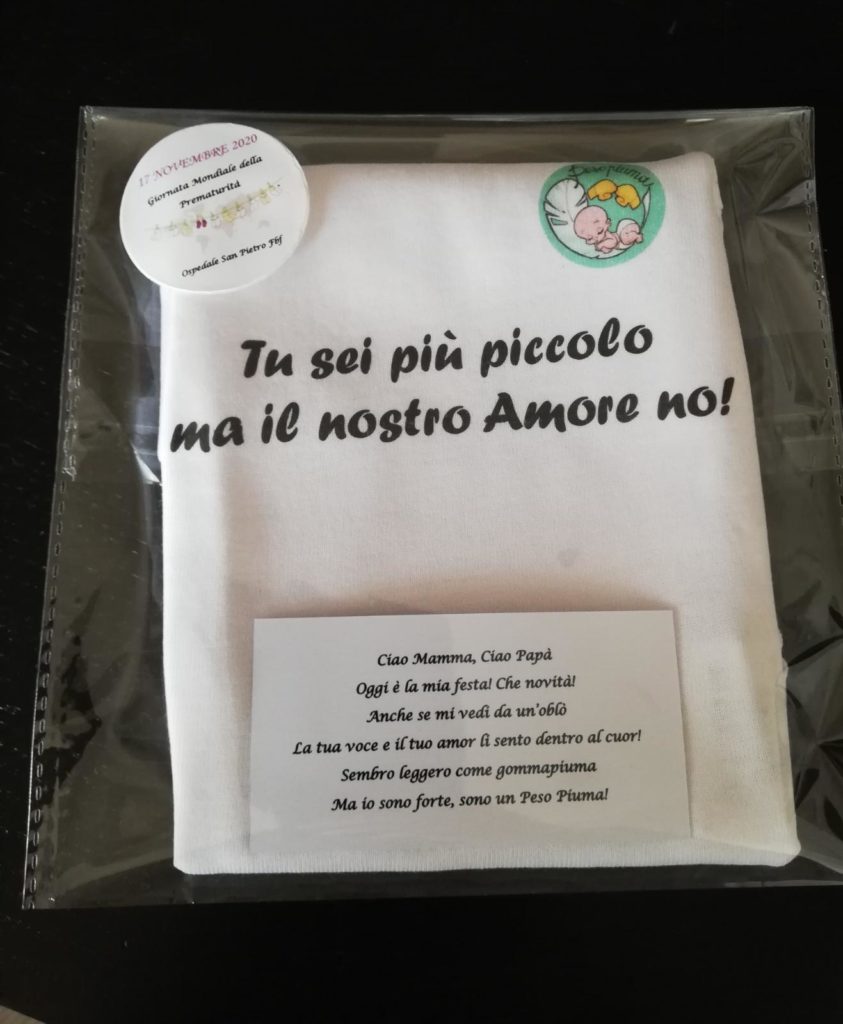 17 NOVEMBRE 2020
Giornata Mondiale della
Prematurità
Ospedale San Pietro Fbf
Peso piuma
Tu sei più piccolo
ma il nostro Amore no!
Ciao Mamma, Ciao Papà
Oggi è la mia festa! Che novità!
Anche se mi vedi da un'oblò
La tua voce e il tuo amor li sento dentro al cuor!
Sembro leggero come gommapiuma
Ma io sono forte, sono un Peso Piuma!